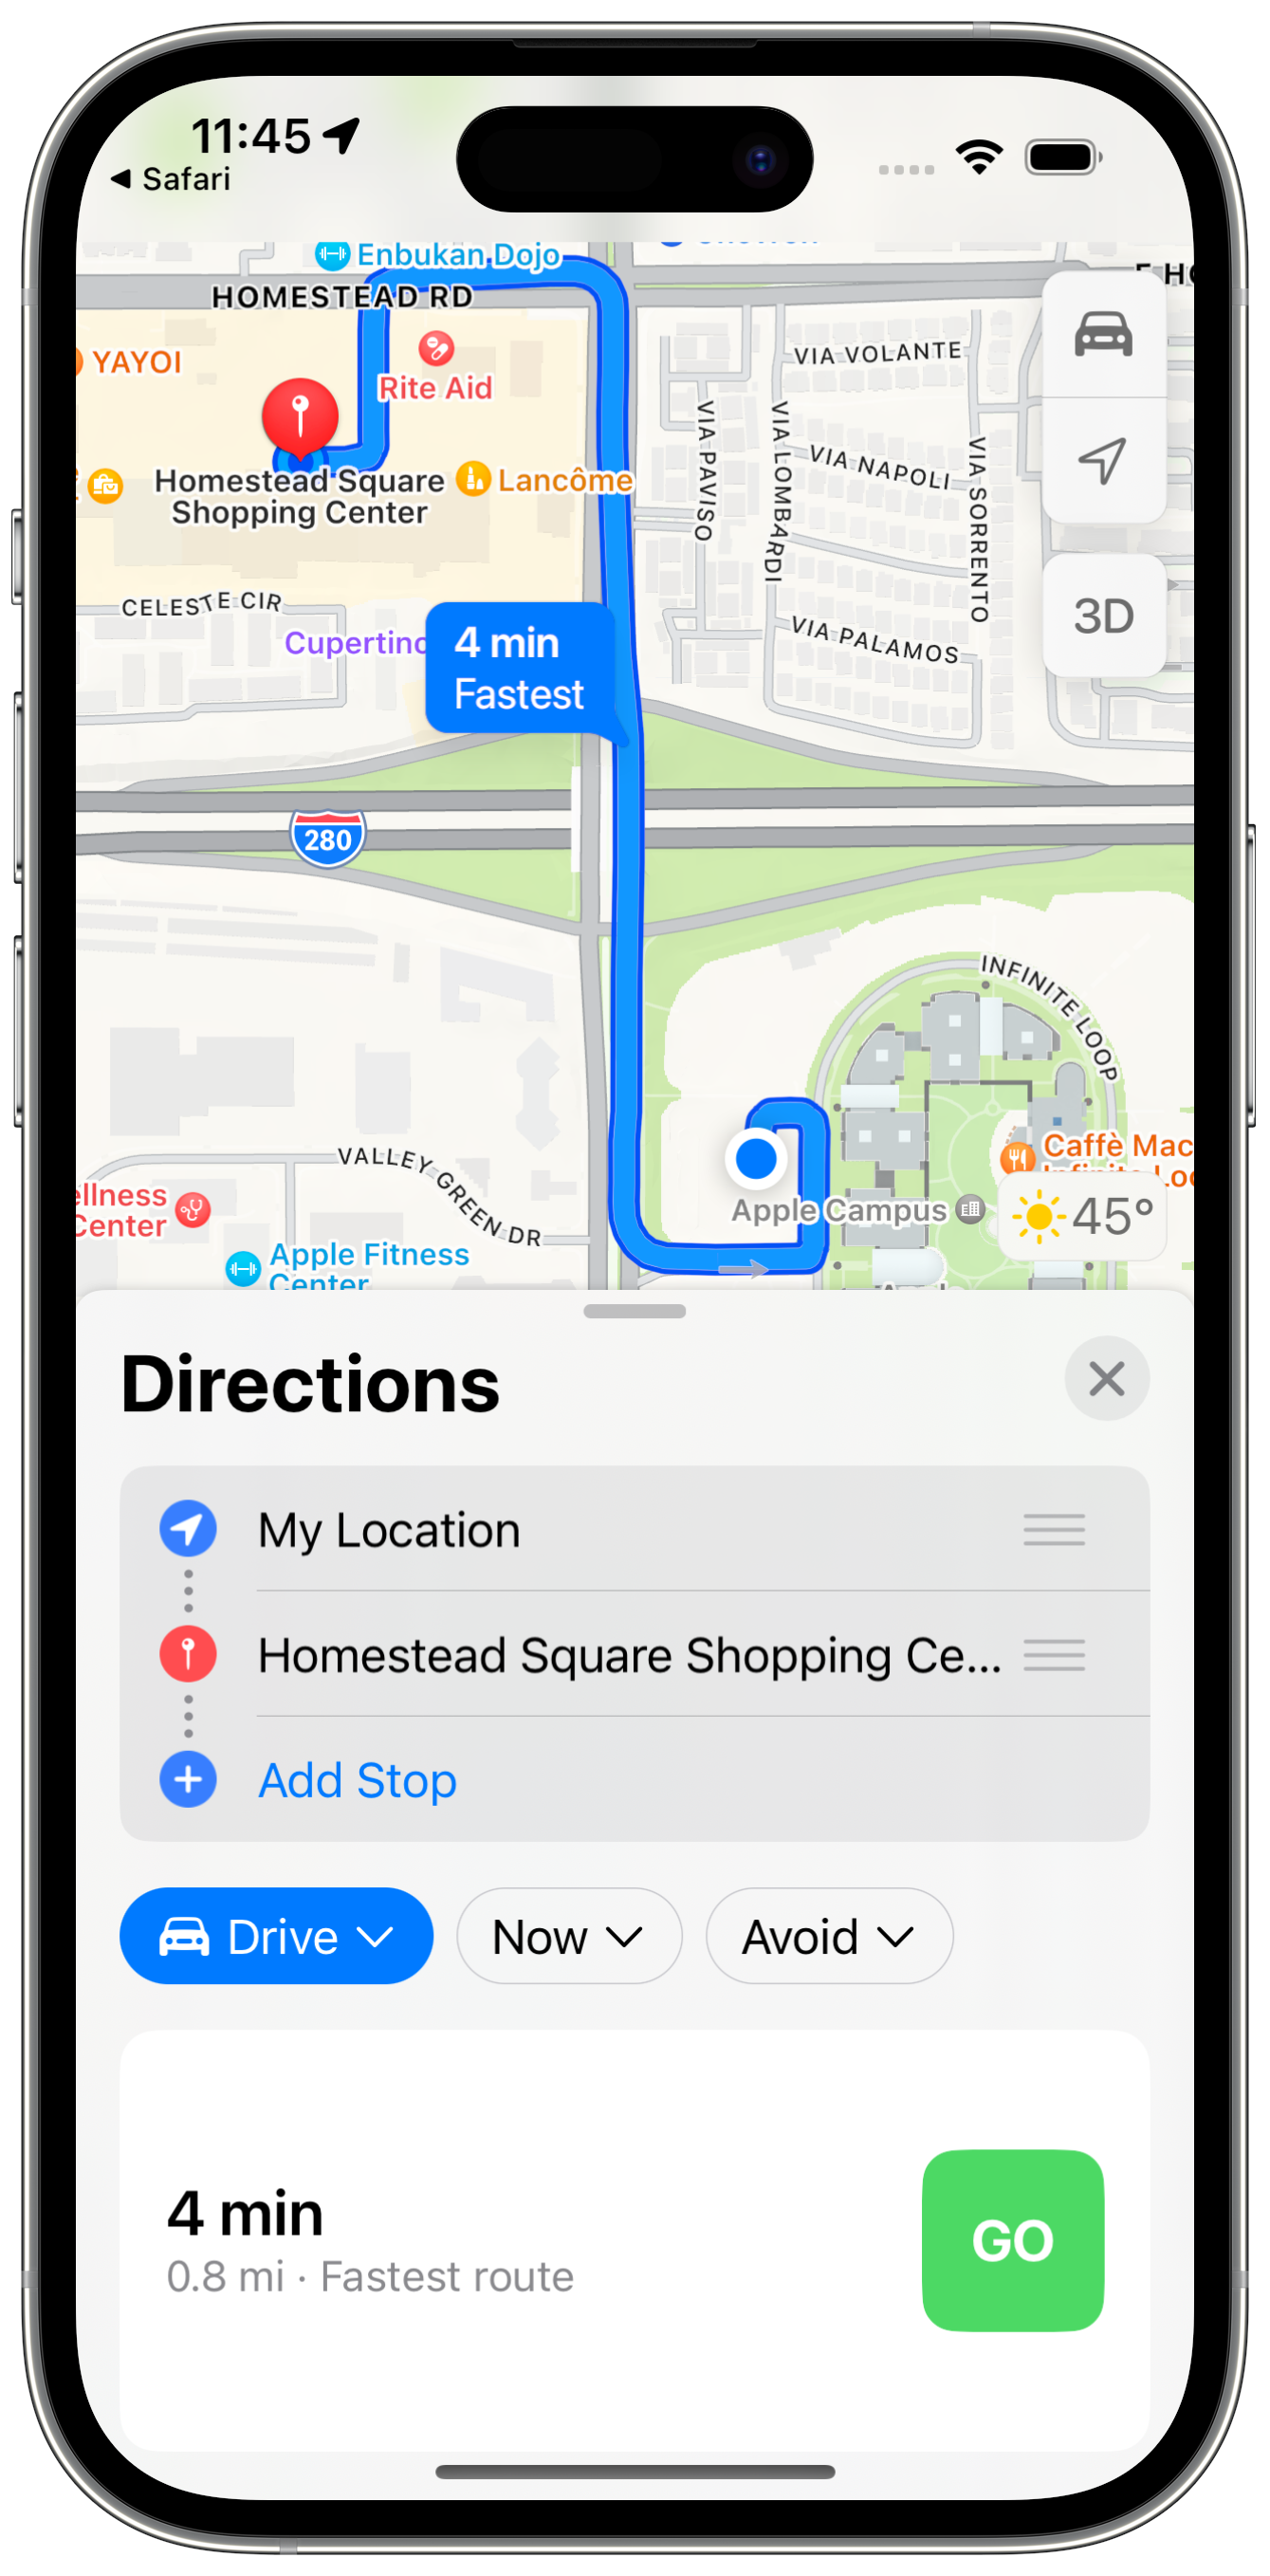 11:45
Safari
Enbukan Dojo
HOMESTEAD RD
YAYOI
Rite Aid
VIA VOLANTE
VIA PAVISO
VIA LOMBARDI
VIA NAPOLI
VIA SORRENTO
Homestead Square
Shopping Center
Lancôme
3D
CELESTE CIR
Cupertino
4 min
Fastest
VIA PALAMOS
280
INFINITE LOOP
VALLEY GREEN DR
Caffè Mac
Center
Apple Campus
45°
Apple Fitness
Center
Directions
My Location
Homestead Square Shopping Ce...
Add Stop
Drive
Now
Avoid
4 min
0.8 mi · Fastest route
GO